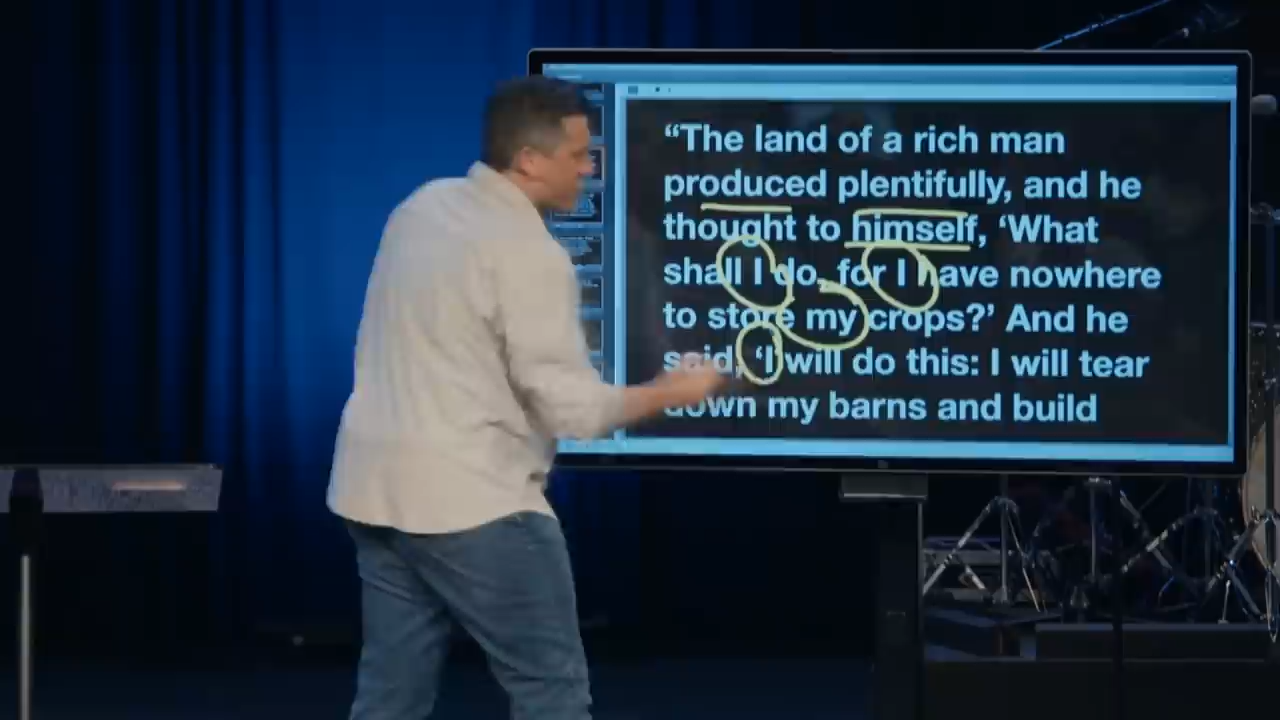 “The land of a rich man
produced plentifully, and he
thought to himself, ‘What
shall I do, for I have nowhere
to store my crops?’ And he
said, ‘I will do this: I will tear
down my barns and build